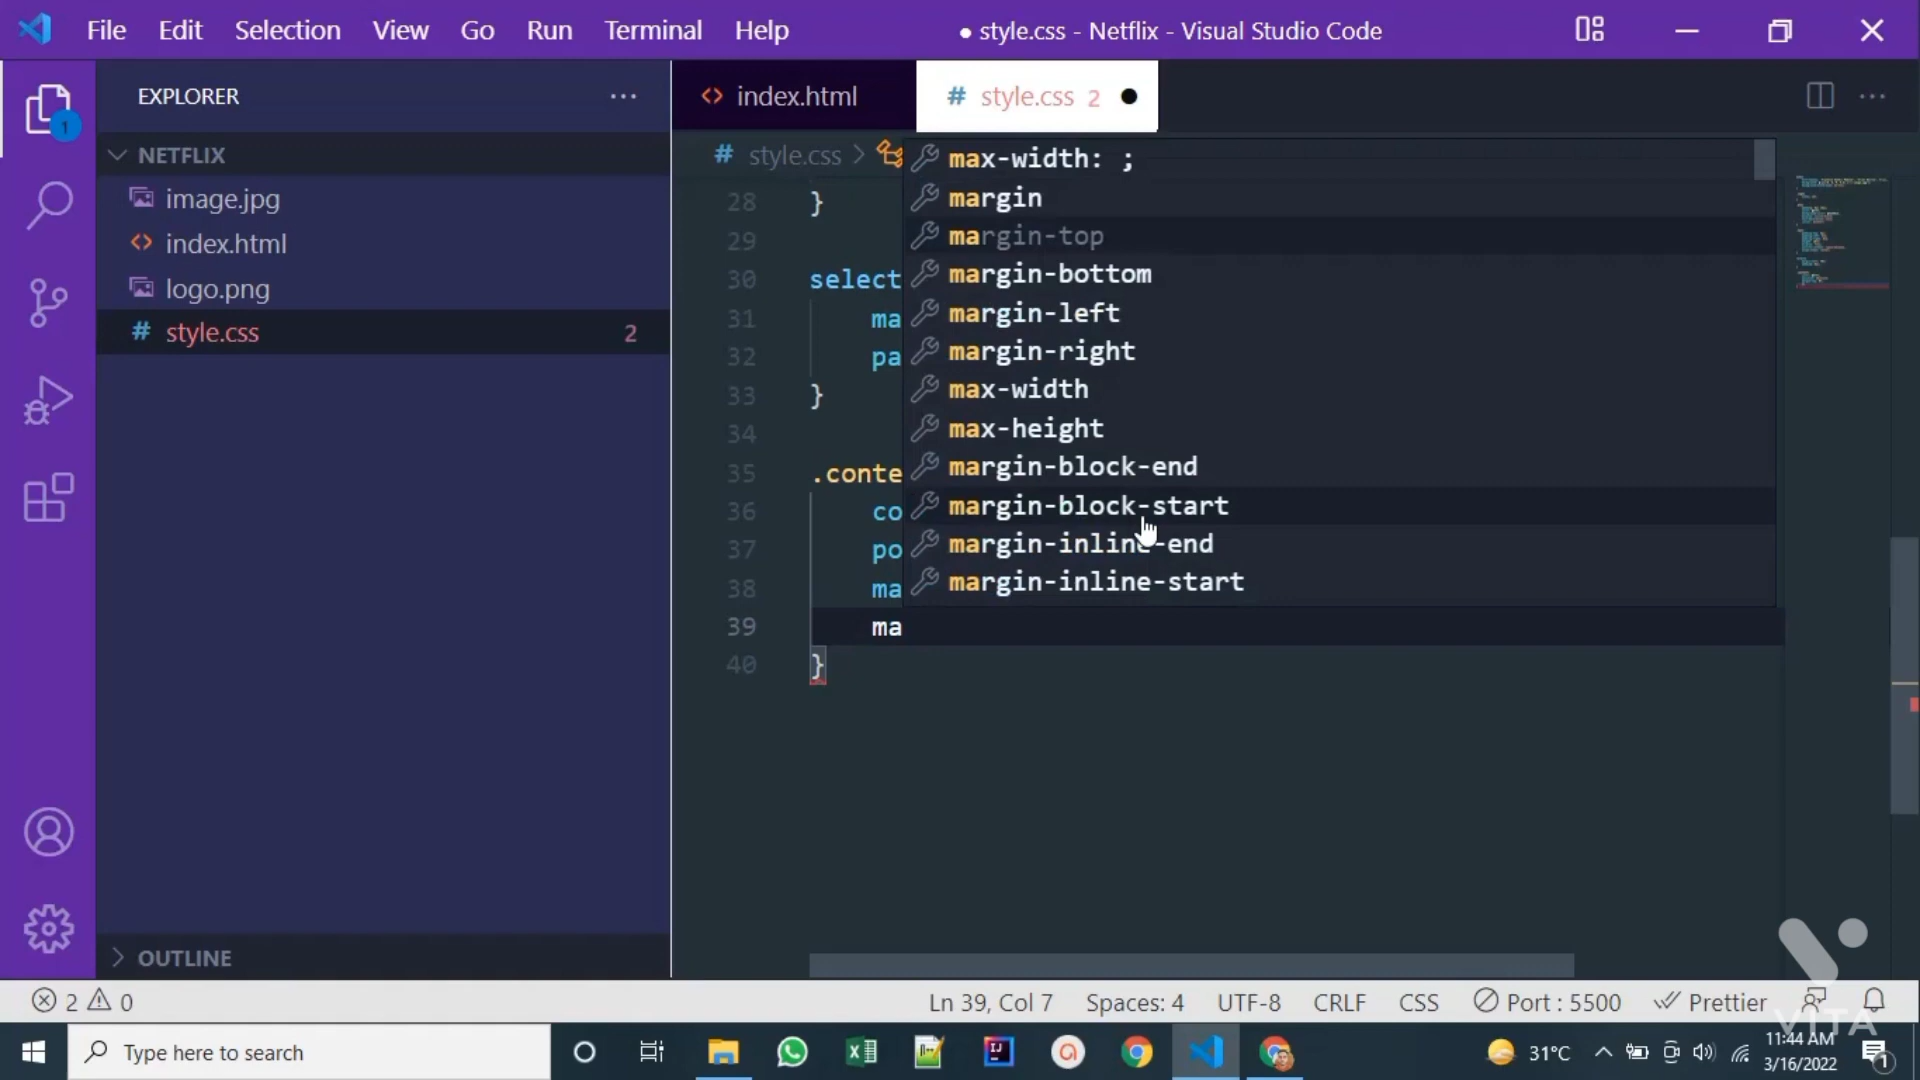 File Edit Selection View Go Run Terminal Help ● style.css - Netflix - Visual Studio Code
EXPLORER ...
<> index.html # style.css 2 ●
NETFLIX
# style.css >
image.jpg
index.html
logo.png
# style.css 2
max-width: ;
margin
margin-top
margin-bottom
margin-left
margin-right
max-width
max-height
margin-block-end
margin-block-start
margin-inline-end
margin-inline-start
28 }
29
30 select
31 ma
32 pa
33 }
34
35 .conte
36 co
37 po
38 ma
39 ma
40 }
OUTLINE
2 0 Ln 39, Col 7 Spaces: 4 UTF-8 CRLF CSS Port : 5500 Prettier
VITA
Type here to search 31°C 11:44 AM
3/16/2022 1